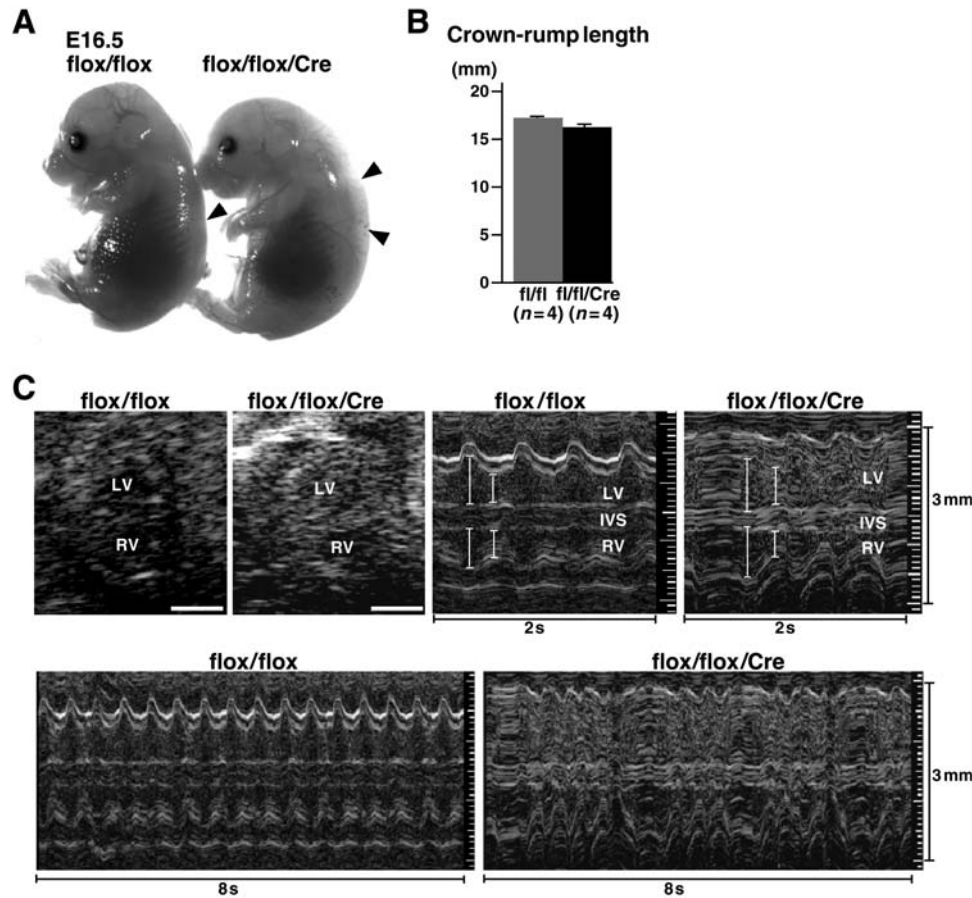 A
E16.5
flox/flox flox/flox/Cre
B
Crown-rump length
(mm)
20
15
10
5
0
fl/fl fl/fl/Cre
(n=4) (n=4)
C
flox/flox flox/flox/Cre flox/flox flox/flox/Cre
LV LV LV LV
RV RV IVS IVS
RV RV
3 mm
2s 2s
flox/flox flox/flox/Cre
3 mm
8s 8s